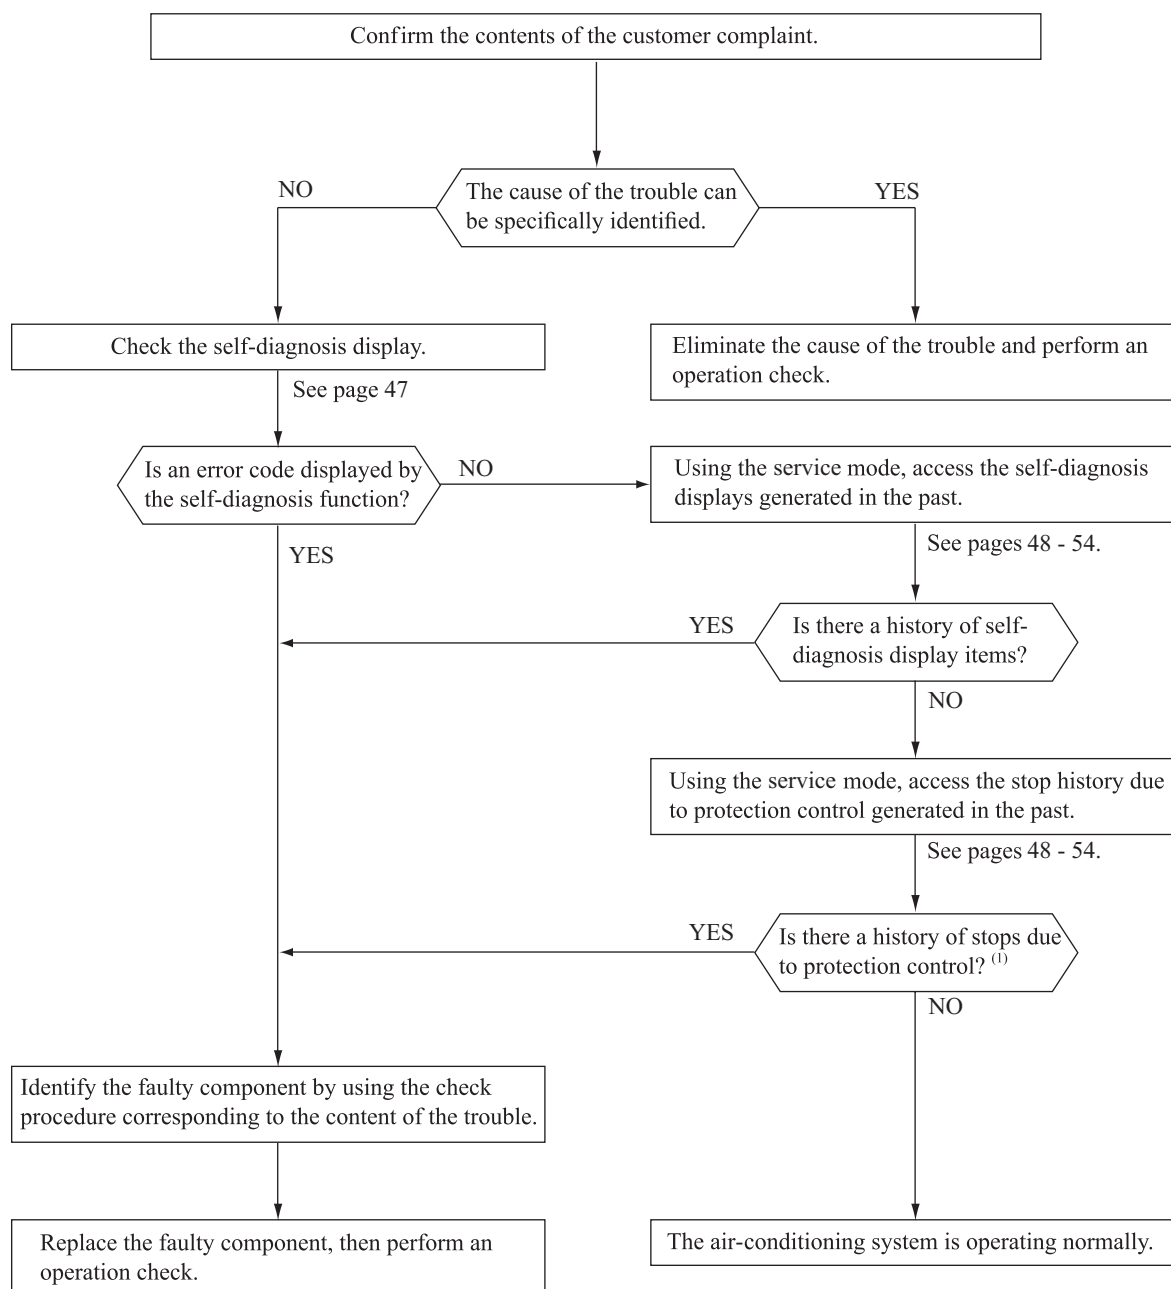 Confirm the contents of the customer complaint.
NO
The cause of the trouble can
be specifically identified.
YES
Check the self-diagnosis display.
See page 47
Eliminate the cause of the trouble and perform an
operation check.
Is an error code displayed by
the self-diagnosis function?
NO
YES
Using the service mode, access the self-diagnosis
displays generated in the past.
See pages 48 - 54.
YES
Is there a history of self-
diagnosis display items?
NO
Using the service mode, access the stop history due
to protection control generated in the past.
See pages 48 - 54.
YES
Is there a history of stops due
to protection control? (1)
NO
Identify the faulty component by using the check
procedure corresponding to the content of the trouble.
Replace the faulty component, then perform an
operation check.
The air-conditioning system is operating normally.